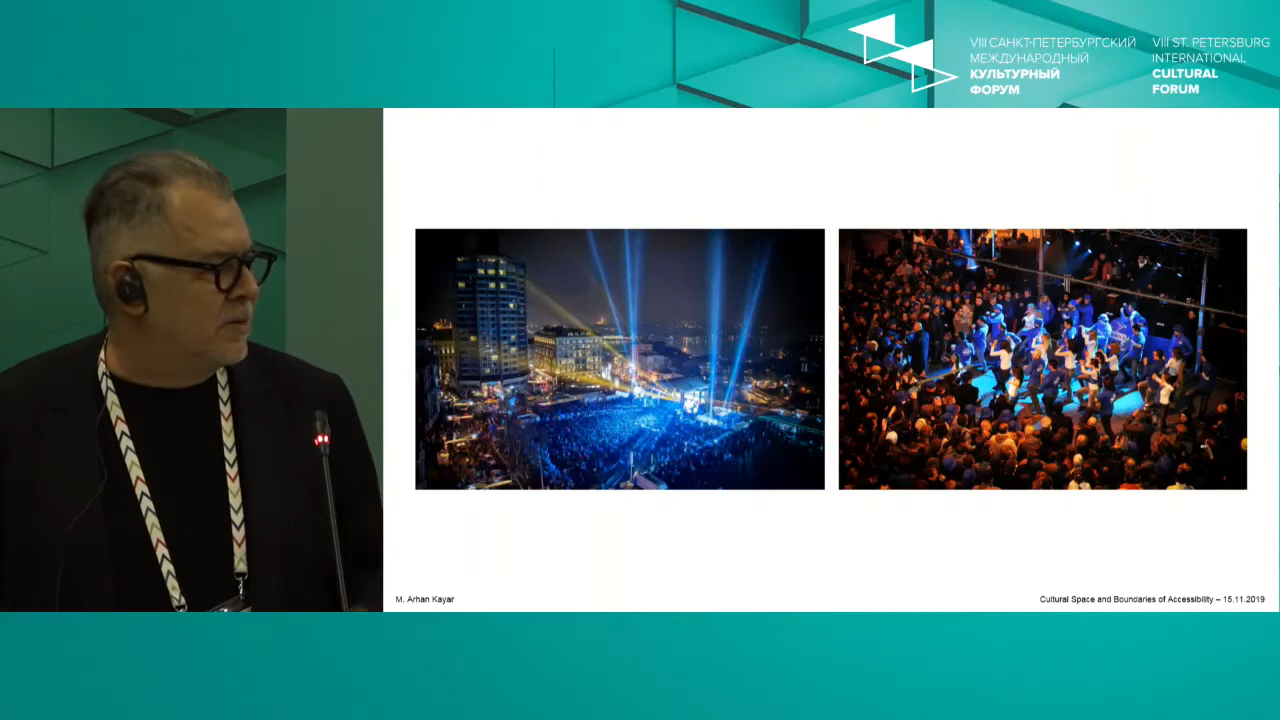 VIII САНКТ-ПЕТЕРБУРГСКИЙ
МЕЖДУНАРОДНЫЙ
КУЛЬТУРНЫЙ
ФОРУМ
VIII ST. PETERSBURG
INTERNATIONAL
CULTURAL
FORUM
M. Arhan Kayar
Cultural Space and Boundaries of Accessibility – 15.11.2019